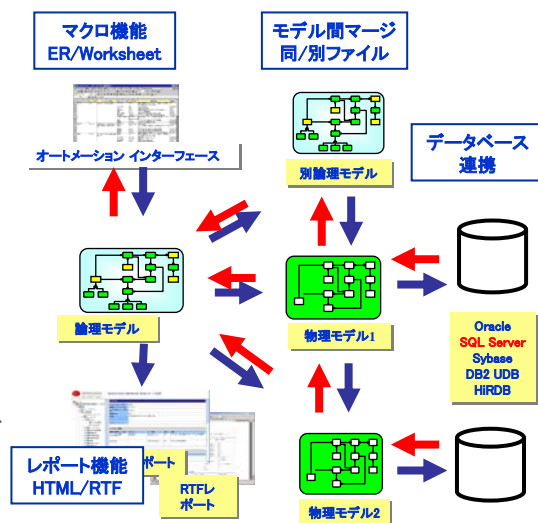 マクロ機能
ER/Worksheet
モデル間マージ
同/別ファイル
オートメーション インターフェース
データベース
連携
別論理モデル
論理モデル
物理モデル1
Oracle
SQL Server
Sybase
DB2 UDB
HiRDB
レポート機能
HTML/RTF
ポート
RTFレ
ポート
物理モデル2